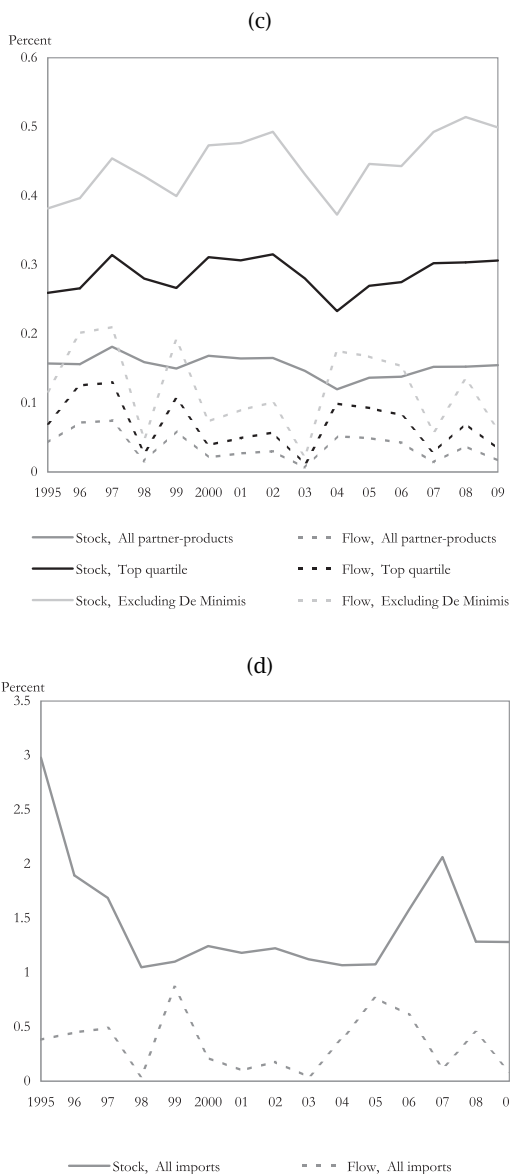 (c)
Percent
0.6
0.5
0.4
0.3
0.2
0.1
0
1995 96 97 98 99 2000 01 02 03 04 05 06 07 08 09
Stock, All partner-products Flow, All partner-products
Stock, Top quartile Flow, Top quartile
Stock, Excluding De Minimis Flow, Excluding De Minimis
(d)
Percent
3.5
3
2.5
2
1.5
1
0.5
0
1995 96 97 98 99 2000 01 02 03 04 05 06 07 08 0
Stock, All imports Flow, All imports